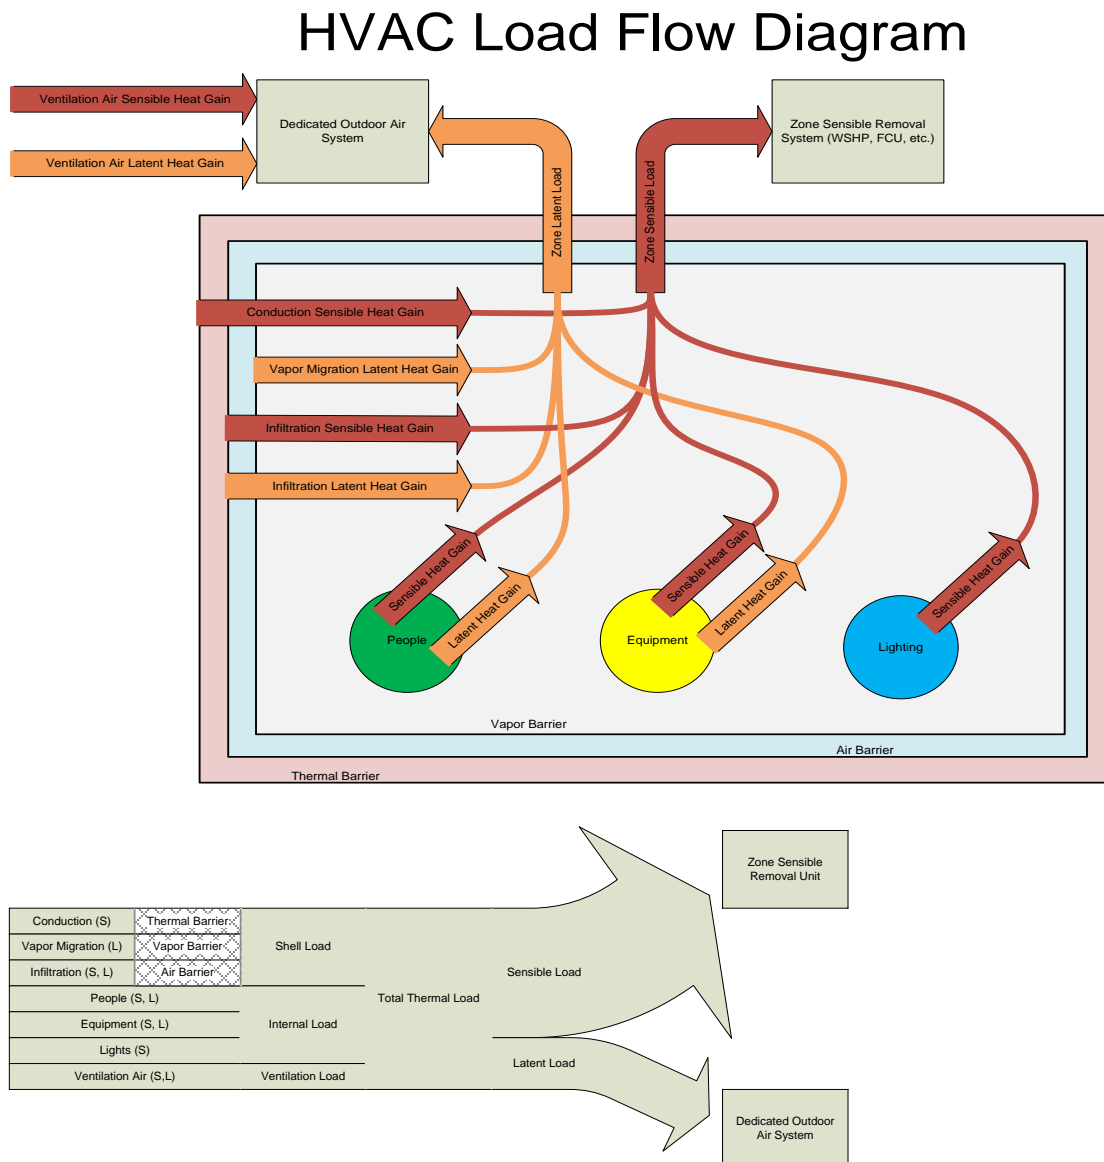 HVAC Load Flow Diagram
Ventilation Air Sensible Heat Gain
Ventilation Air Latent Heat Gain
Dedicated Outdoor Air
System
Zone Sensible Removal
System (WSHP, FCU, etc.)
Zone Latent Load
Zone Sensible Load
Conduction Sensible Heat Gain
Vapor Migration Latent Heat Gain
Infiltration Sensible Heat Gain
Infiltration Latent Heat Gain
Sensible Heat Gain
Latent Heat Gain
People
Sensible Heat Gain
Latent Heat Gain
Equipment
Sensible Heat Gain
Lighting
Vapor Barrier
Air Barrier
Thermal Barrier
Zone Sensible
Removal Unit
Conduction (S)
Thermal Barrier
Vapor Migration (L)
Vapor Barrier
Infiltration (S, L)
Air Barrier
People (S, L)
Equipment (S, L)
Lights (S)
Ventilation Air (S,L)
Shell Load
Internal Load
Ventilation Load
Total Thermal Load
Sensible Load
Latent Load
Dedicated Outdoor
Air System